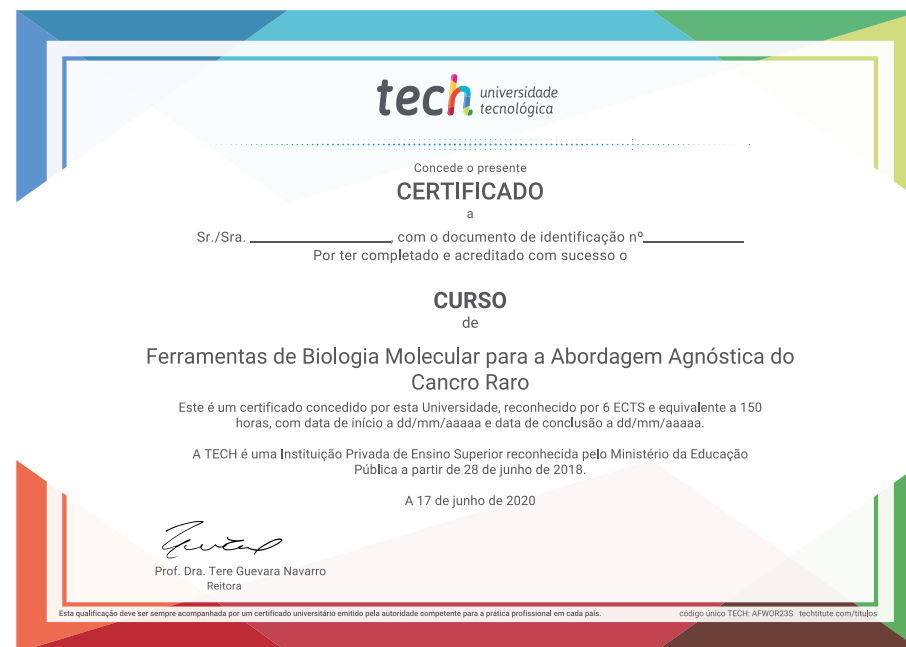 tech universidade
tecnológica
Concede o presente
CERTIFICADO
a
Sr./Sra. ________________, com o documento de identificação nº____________
Por ter completado e acreditado com sucesso o
CURSO
de
Ferramentas de Biologia Molecular para a Abordagem Agnóstica do
Cancro Raro
Este é um certificado concedido por esta Universidade, reconhecido por 6 ECTS e equivalente a 150
horas, com data de início a dd/mm/aaaaa e data de conclusão a dd/mm/aaaaa.
A TECH é uma Instituição Privada de Ensino Superior reconhecida pelo Ministério da Educação
Pública a partir de 28 de junho de 2018.
A 17 de junho de 2020
Prof. Dra. Tere Guevara Navarro
Reitora
Esta qualificação deve ser sempre acompanhada por um certificado universitário emitido pela autoridade competente para a prática profissional em cada país.
código único TECH: AFWOR23S techtitute.com/titulos